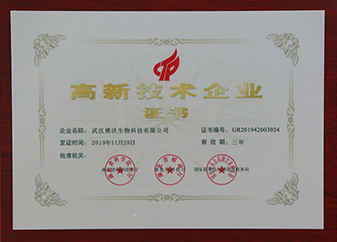 高新技术企业
证书
企业名称：武汉博沃生物科技有限公司
证书编号：GR201942003024
发证时间：2019年11月28日
有 效 期：三年
批准机关：